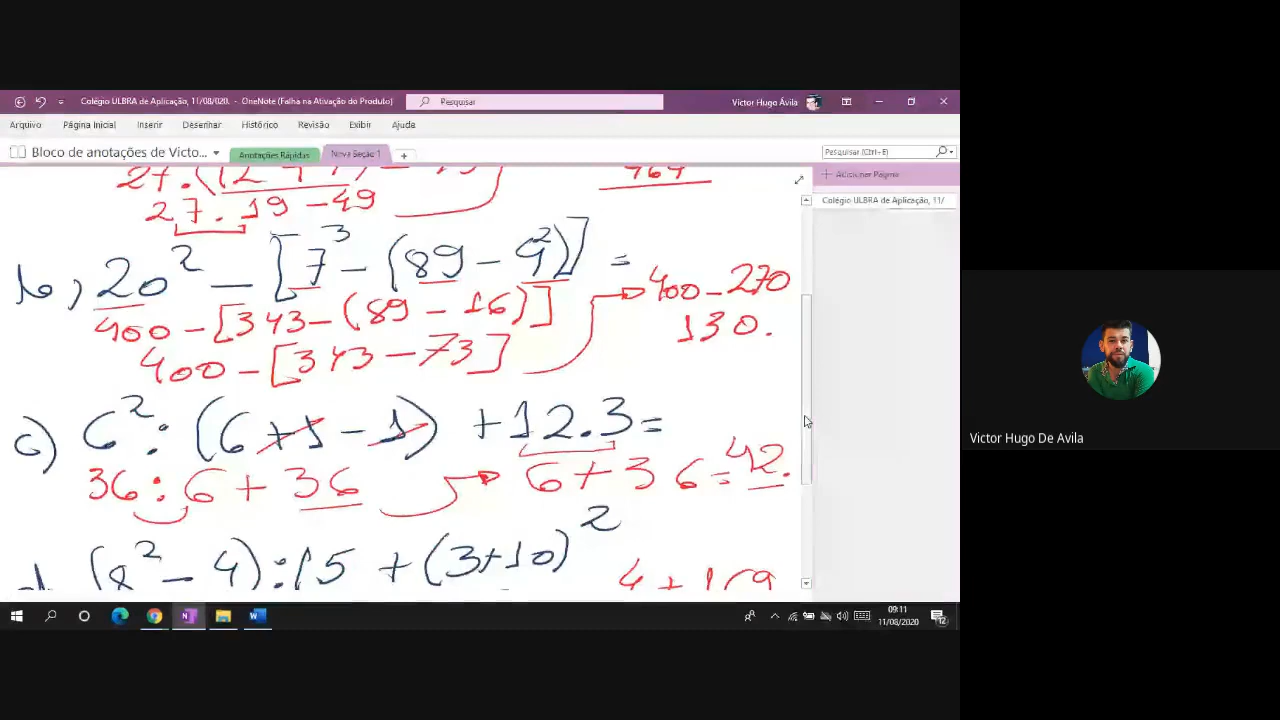 Colégio ULBRA de Aplicação, 11/08/020. - OneNote (Falha na Ativação do Produto)
Pesquisar
Victor Hugo Ávila
Arquivo Página Inicial Inserir Desenhar Histórico Revisão Exibir Ajuda
Bloco de anotações de Victo...
Anotações Rápidas
Nova Seção 1
Pesquisar (Ctrl+E)
Adicionar Página
Colégio ULBRA de Aplicação, 11/
464
27.19-49
b) 20² - [7³ - (89 - 4²)] =
400 - [343 - (89 - 16)]
400 - 270
130.
400 - [343 - 73]
c) 6² : (6+1-1) + 12.3 =
36 : 6 + 36
6 + 36 = 42.
(8² - 4) : 15 + (3+10)²
4 + 169
Victor Hugo De Avila
09:11
11/08/2020
12